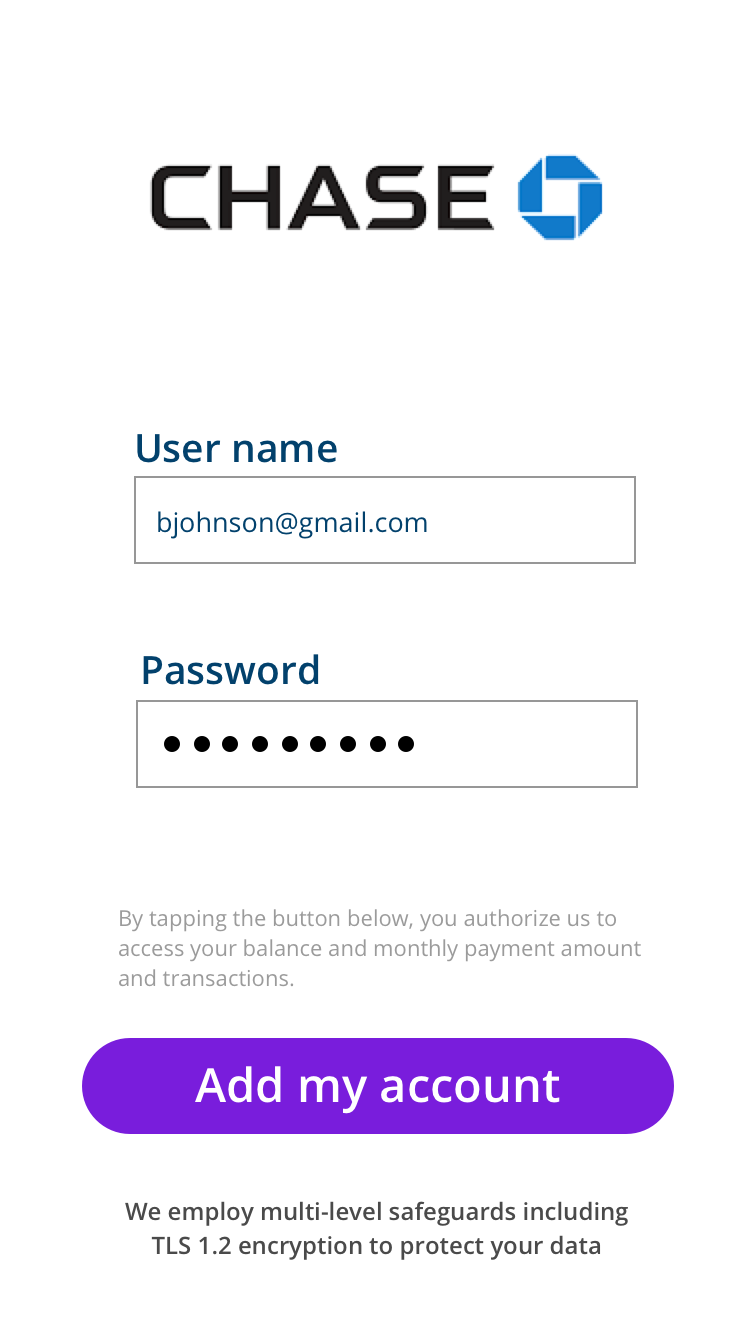 CHASE
User name
bjohnson@gmail.com
Password
•••••••••
By tapping the button below, you authorize us to
access your balance and monthly payment amount
and transactions.
Add my account
We employ multi-level safeguards including
TLS 1.2 encryption to protect your data